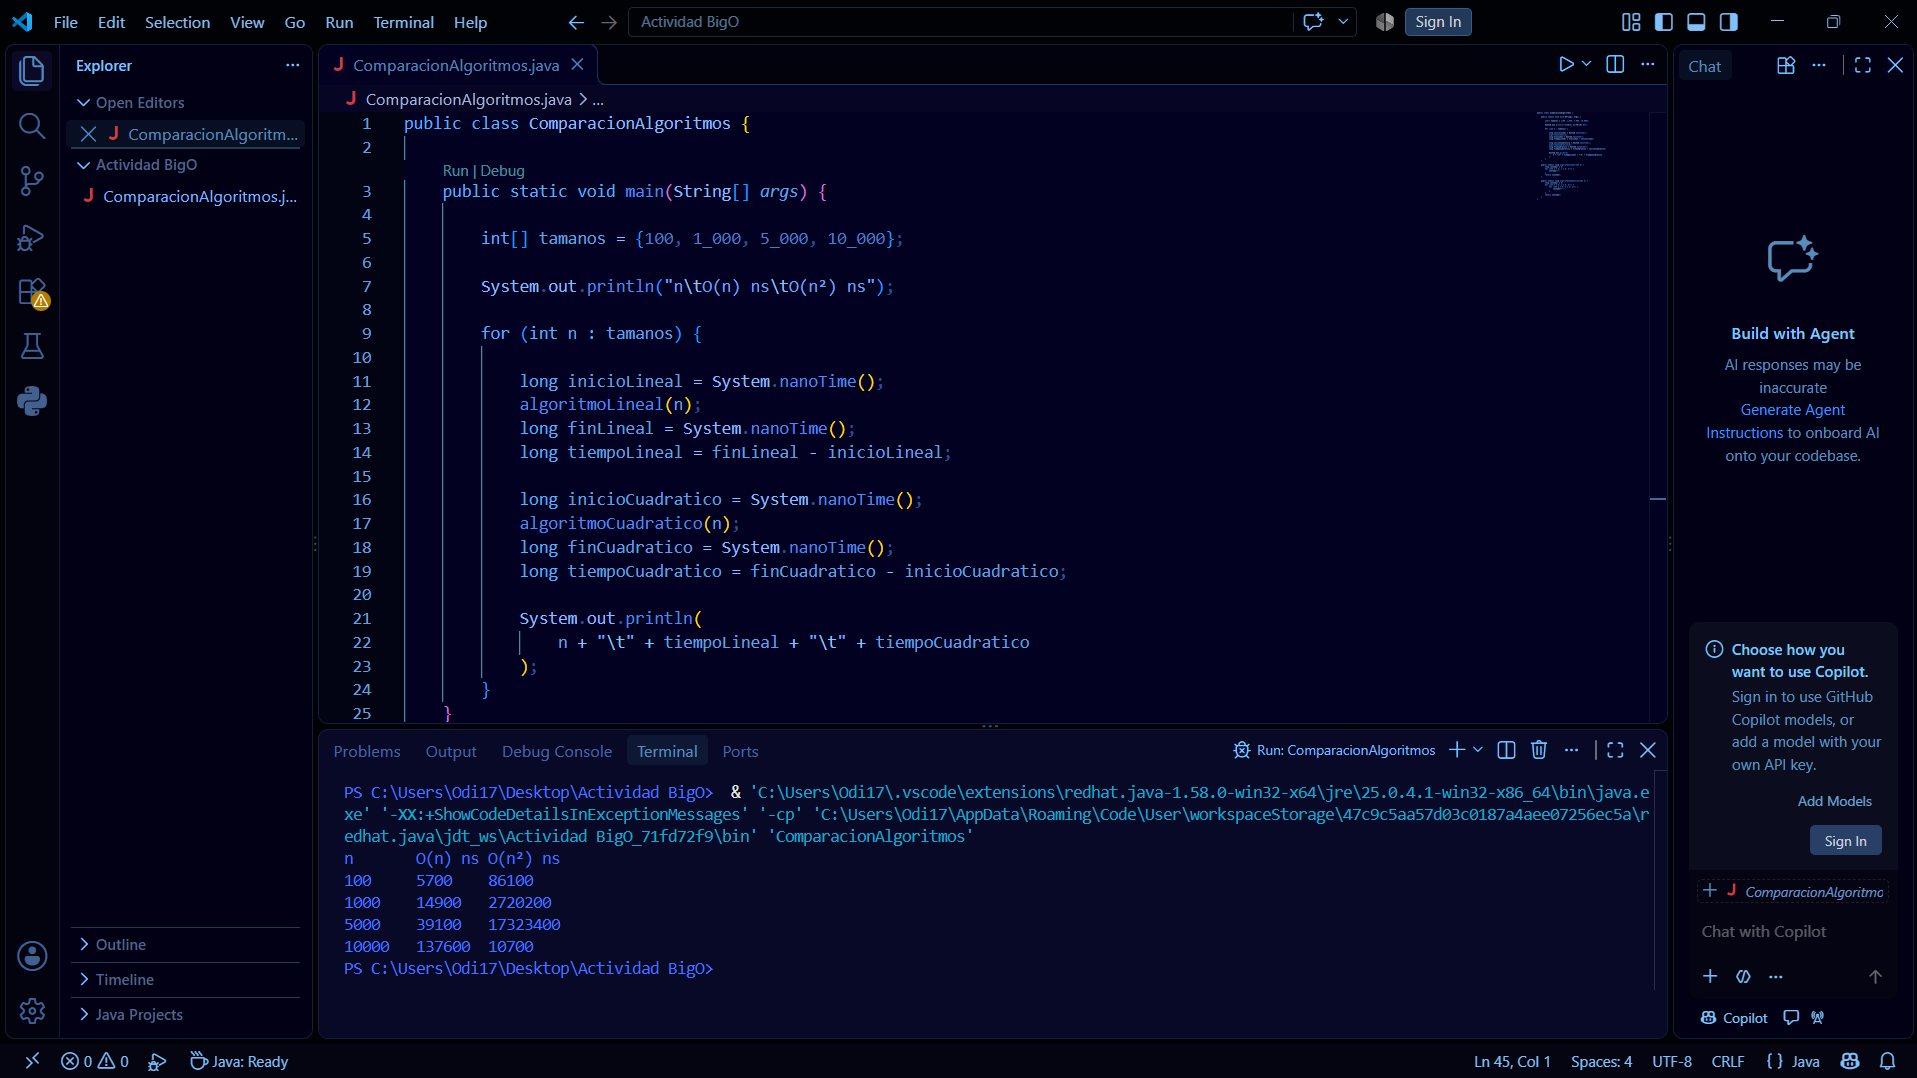 File Edit Selection View Go Run Terminal Help
Actividad BigO
Sign In
Explorer
Open Editors
ComparacionAlgoritm...
Actividad BigO
ComparacionAlgoritmos.j...
Outline
Timeline
Java Projects
ComparacionAlgoritmos.java
ComparacionAlgoritmos.java > ...
1 public class ComparacionAlgoritmos {
2
Run | Debug
3 public static void main(String[] args) {
4
5 int[] tamanos = {100, 1_000, 5_000, 10_000};
6
7 System.out.println("n\tO(n) ns\tO(n²) ns");
8
9 for (int n : tamanos) {
10
11 long inicioLineal = System.nanoTime();
12 algoritmoLineal(n);
13 long finLineal = System.nanoTime();
14 long tiempoLineal = finLineal - inicioLineal;
15
16 long inicioCuadratico = System.nanoTime();
17 algoritmoCuadratico(n);
18 long finCuadratico = System.nanoTime();
19 long tiempoCuadratico = finCuadratico - inicioCuadratico;
20
21 System.out.println(
22 n + "\t" + tiempoLineal + "\t" + tiempoCuadratico
23 );
24 }
25 }
Problems Output Debug Console Terminal Ports
Run: ComparacionAlgoritmos
PS C:\Users\Odi17\Desktop\Actividad BigO>  & 'C:\Users\Odi17\.vscode\extensions\redhat.java-1.58.0-win32-x64\jre\25.0.4.1-win32-x86_64\bin\java.e
xe' '-XX:+ShowCodeDetailsInExceptionMessages' '-cp' 'C:\Users\Odi17\AppData\Roaming\Code\User\workspaceStorage\47c9c5aa57d03c0187a4aee07256ec5a\r
edhat.java\jdt_ws\Actividad BigO_71fd72f9\bin' 'ComparacionAlgoritmos'
n O(n) ns O(n²) ns
100 5700 86100
1000 14900 2720200
5000 39100 17323400
10000 137600 10700
PS C:\Users\Odi17\Desktop\Actividad BigO>
Chat
Build with Agent
AI responses may be
inaccurate
Generate Agent
Instructions to onboard AI
onto your codebase.
Choose how you
want to use Copilot.
Sign in to use GitHub
Copilot models, or
add a model with your
own API key.
Add Models
Sign In
ComparacionAlgoritmo
Chat with Copilot
Copilot
0 0 Java: Ready
Ln 45, Col 1 Spaces: 4 UTF-8 CRLF {} Java